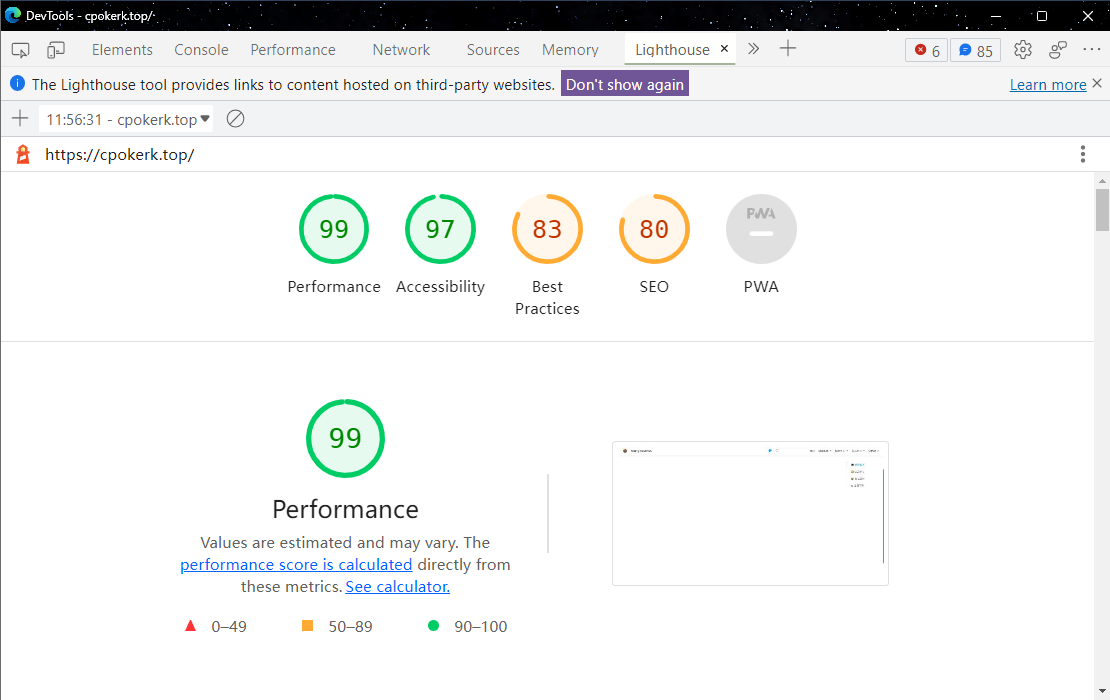 DevTools - cpokerk.top/
Elements Console Performance Network Sources Memory Lighthouse 6 85
The Lighthouse tool provides links to content hosted on third-party websites. Don't show again Learn more
11:56:31 - cpokerk.top
https://cpokerk.top/
99 97 83 80 PWA
Performance Accessibility Best Practices SEO PWA
99
Performance
Values are estimated and may vary. The
performance score is calculated directly from
these metrics. See calculator.
0–49 50–89 90–100